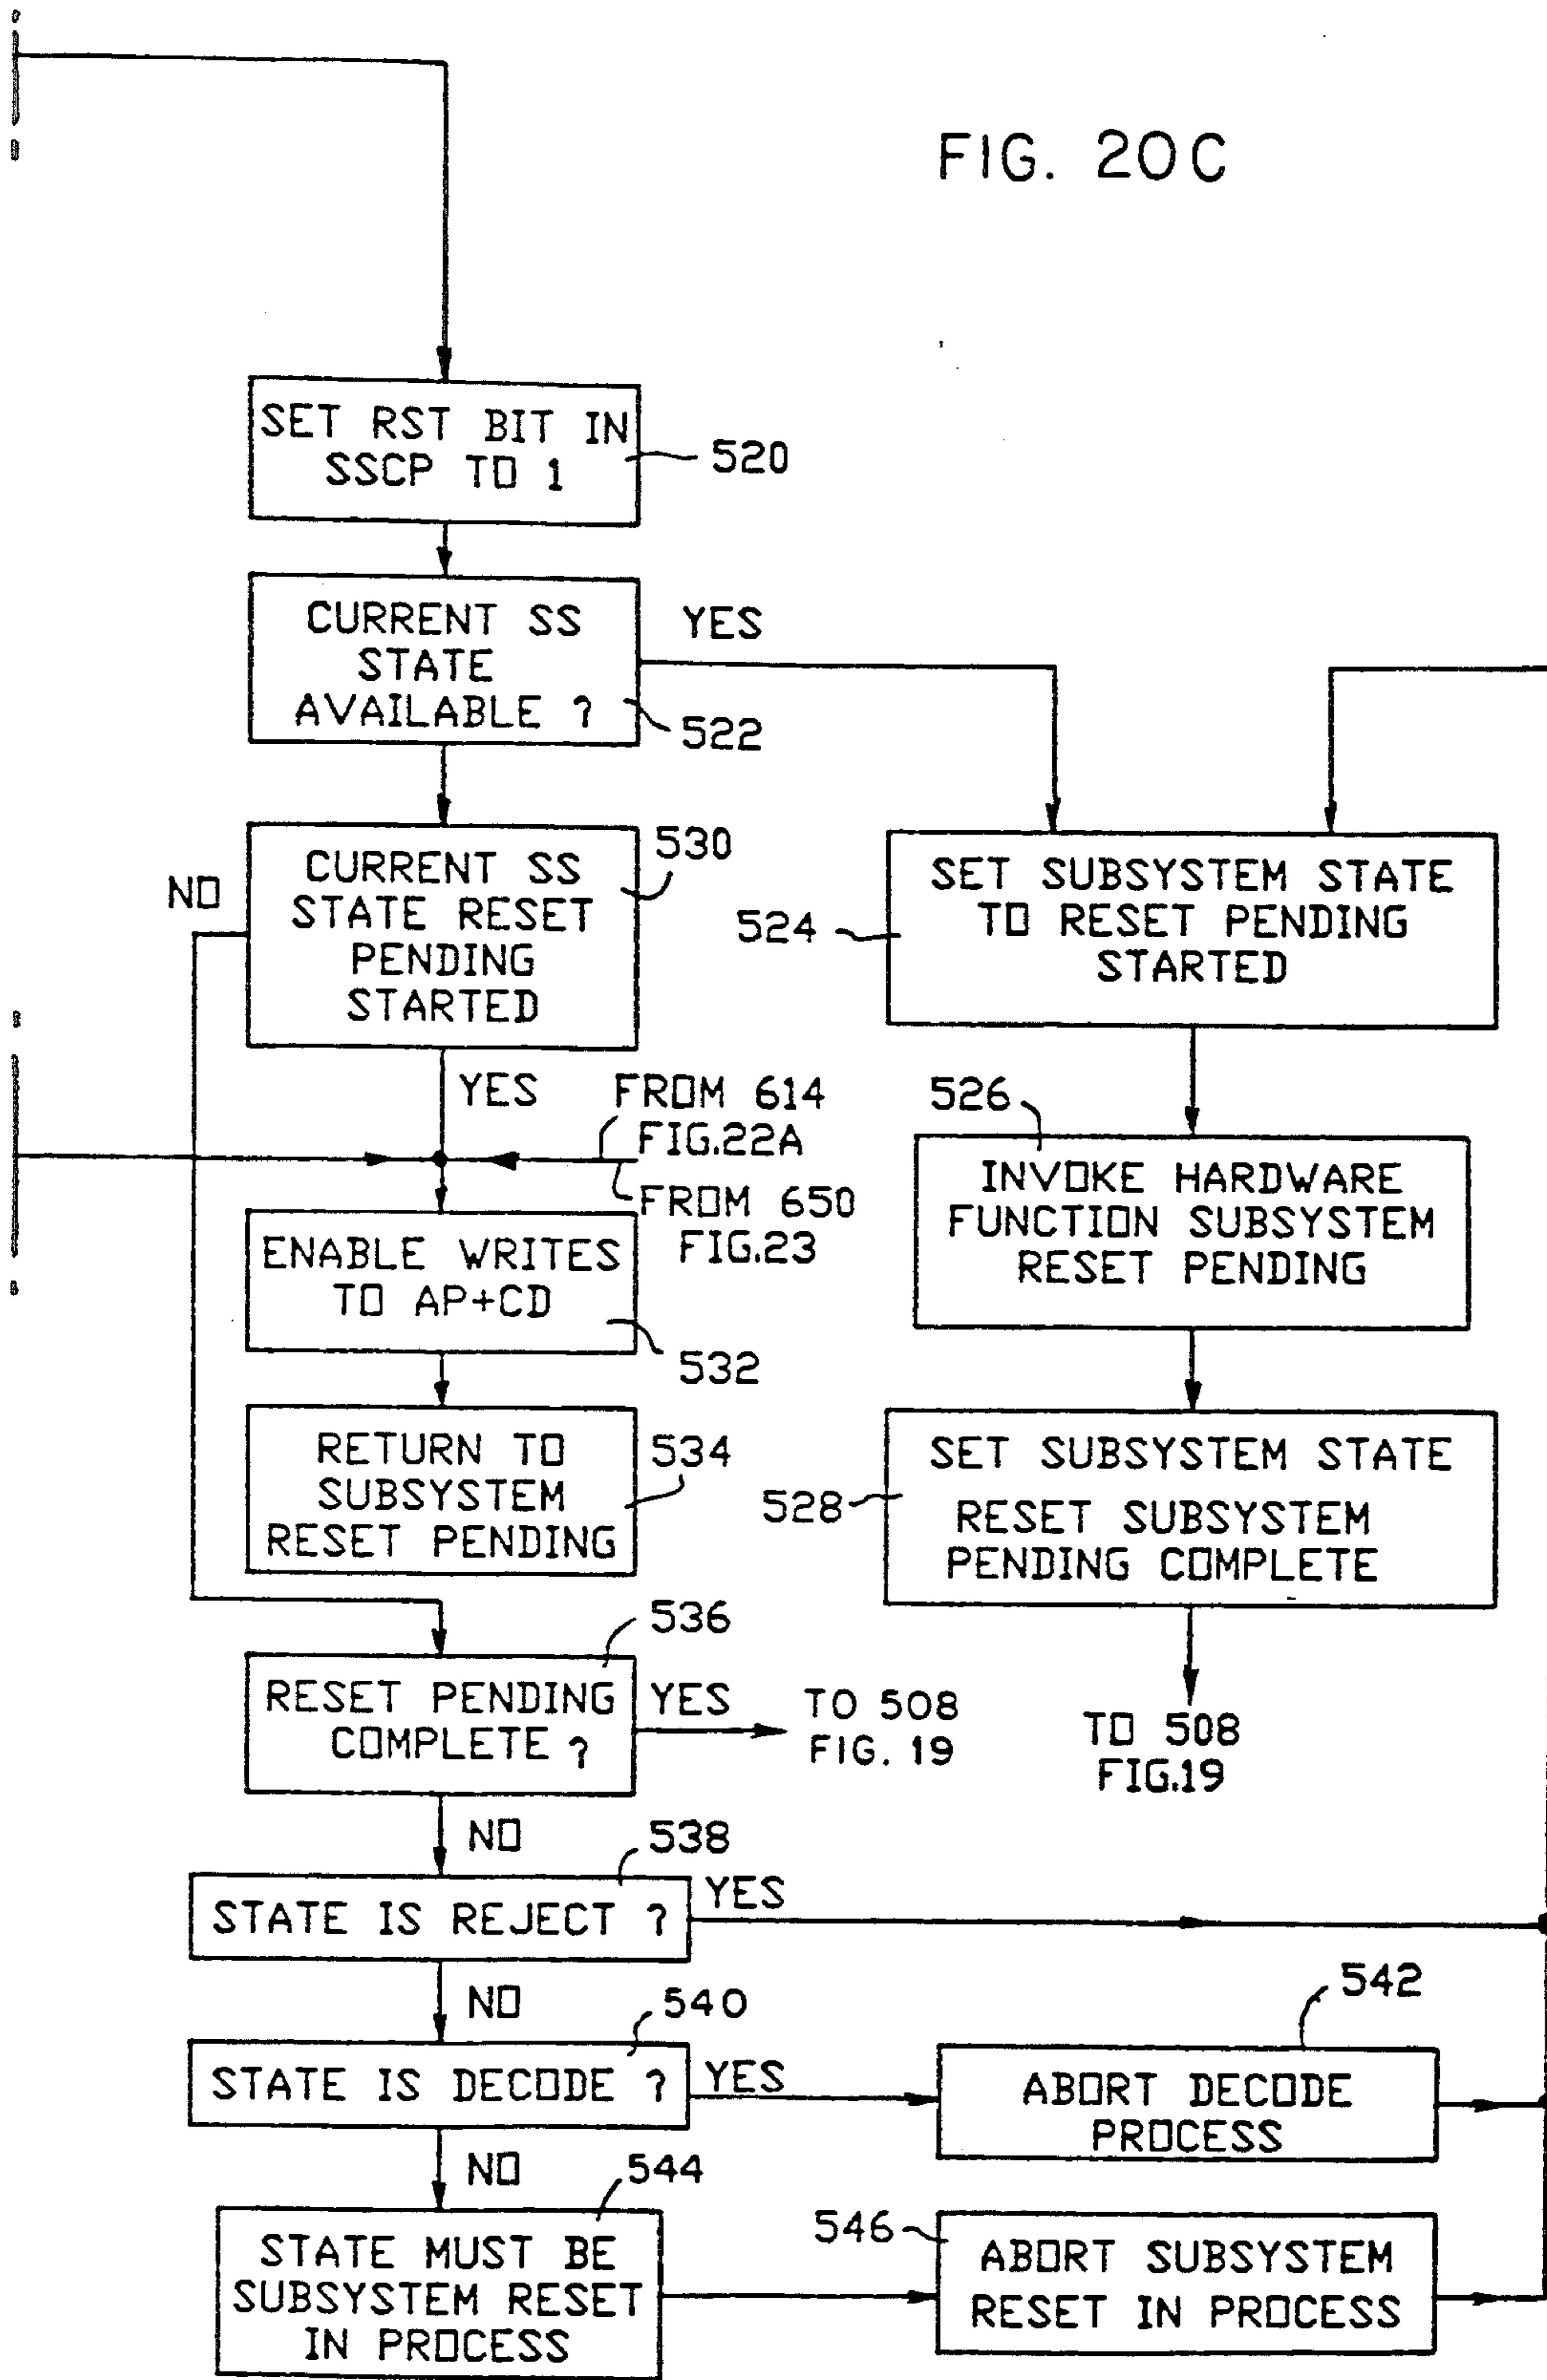 FIG. 20C
SET RST BIT IN
SSCP TO 1
520
CURRENT SS
STATE
AVAILABLE ?
YES
522
CURRENT SS
STATE RESET
PENDING
STARTED
530
NO
YES
SET SUBSYSTEM STATE
TO RESET PENDING
STARTED
524
FROM 614
FIG.22A
FROM 650
FIG.23
526
INVOKE HARDWARE
FUNCTION SUBSYSTEM
RESET PENDING
ENABLE WRITES
TO AP+CD
532
RETURN TO
SUBSYSTEM
RESET PENDING
534
SET SUBSYSTEM STATE
RESET SUBSYSTEM
PENDING COMPLETE
528
TO 508
FIG.19
536
RESET PENDING
COMPLETE ?
YES
TO 508
FIG. 19
NO
538
STATE IS REJECT ?
YES
NO
540
STATE IS DECODE ?
YES
542
ABORT DECODE
PROCESS
NO
544
STATE MUST BE
SUBSYSTEM RESET
IN PROCESS
546
ABORT SUBSYSTEM
RESET IN PROCESS